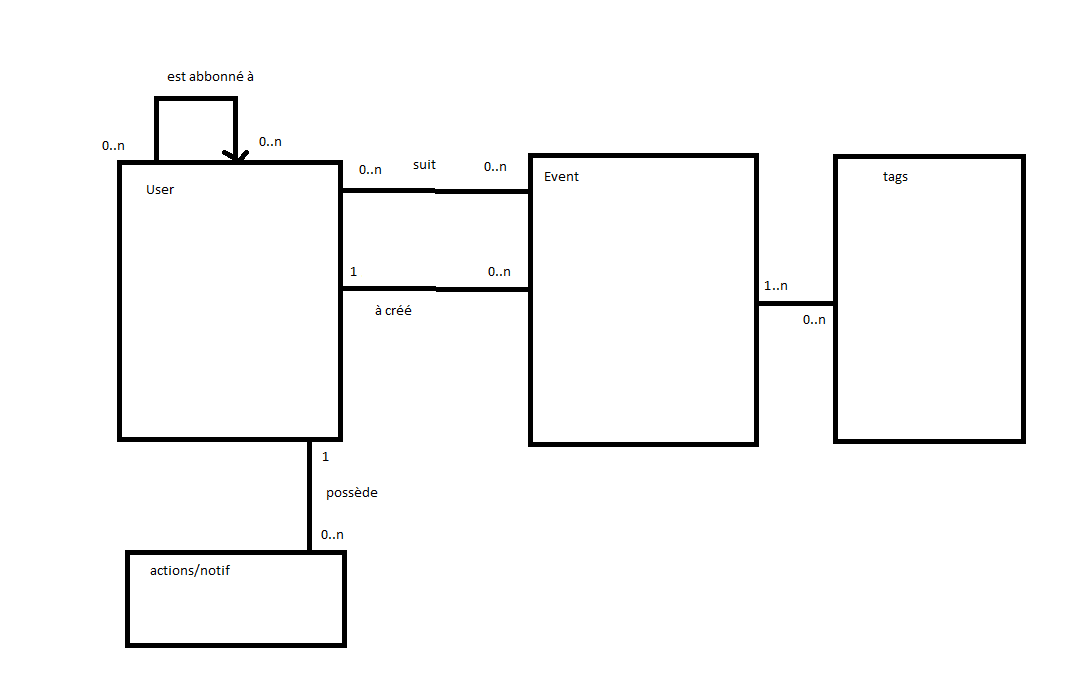 est abbonné à
0..n
0..n
User
0..n
suit
0..n
Event
tags
1
0..n
à créé
1..n
0..n
1
possède
0..n
actions/notif